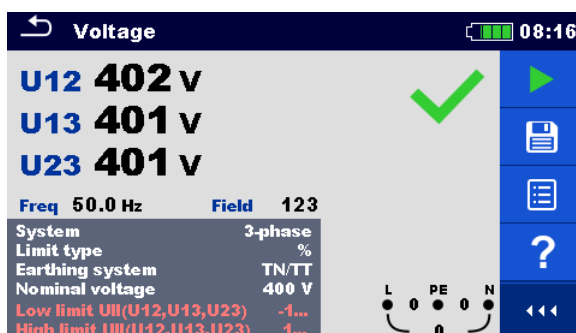 Voltage 08:16
U12 402 V
U13 401 V
U23 401 V
Freq 50.0 Hz Field 123
System 3-phase
Limit type %
Earthing system TN/TT
Nominal voltage 400 V
Low limit Ull(U12,U13,U23) -1...
High limit Ull(U12,U13,U23) 1...
?
L PE N
0 0
0